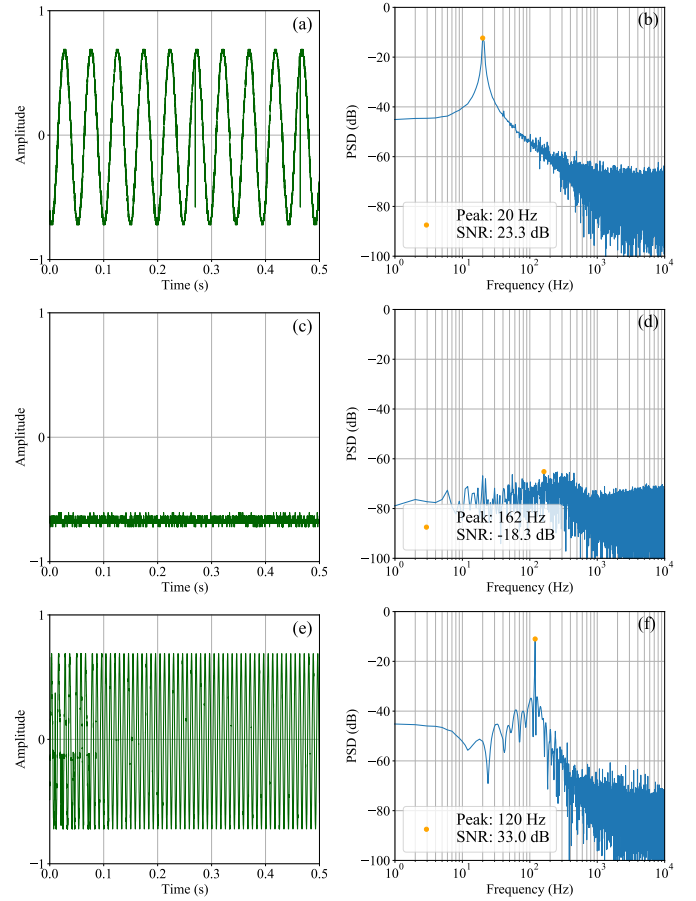 (a)
1
0
−1
Amplitude
0.0 0.1 0.2 0.3 0.4 0.5
Time (s)
(b)
0
−20
−40
−60
−80
−100
PSD (dB)
Peak: 20 Hz
SNR: 23.3 dB
10^0 10^1 10^2 10^3 10^4
Frequency (Hz)
(c)
1
0
−1
Amplitude
0.0 0.1 0.2 0.3 0.4 0.5
Time (s)
(d)
0
−20
−40
−60
−80
−100
PSD (dB)
Peak: 162 Hz
SNR: -18.3 dB
10^0 10^1 10^2 10^3 10^4
Frequency (Hz)
(e)
1
0
−1
Amplitude
0.0 0.1 0.2 0.3 0.4 0.5
Time (s)
(f)
0
−20
−40
−60
−80
−100
PSD (dB)
Peak: 120 Hz
SNR: 33.0 dB
10^0 10^1 10^2 10^3 10^4
Frequency (Hz)